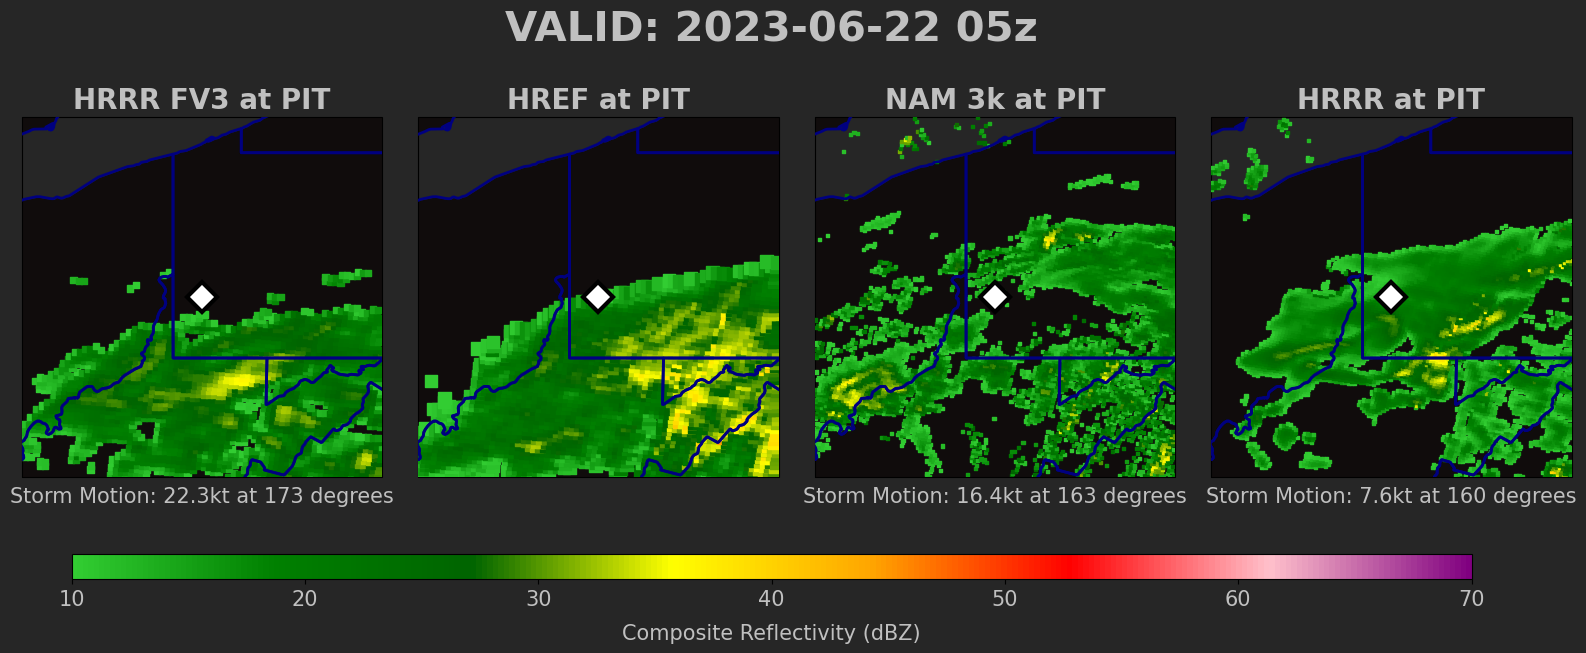 VALID: 2023-06-22 05z
HRRR FV3 at PIT
HREF at PIT
NAM 3k at PIT
HRRR at PIT
Storm Motion: 22.3kt at 173 degrees
Storm Motion: 16.4kt at 163 degrees
Storm Motion: 7.6kt at 160 degrees
10 20 30 40 50 60 70
Composite Reflectivity (dBZ)